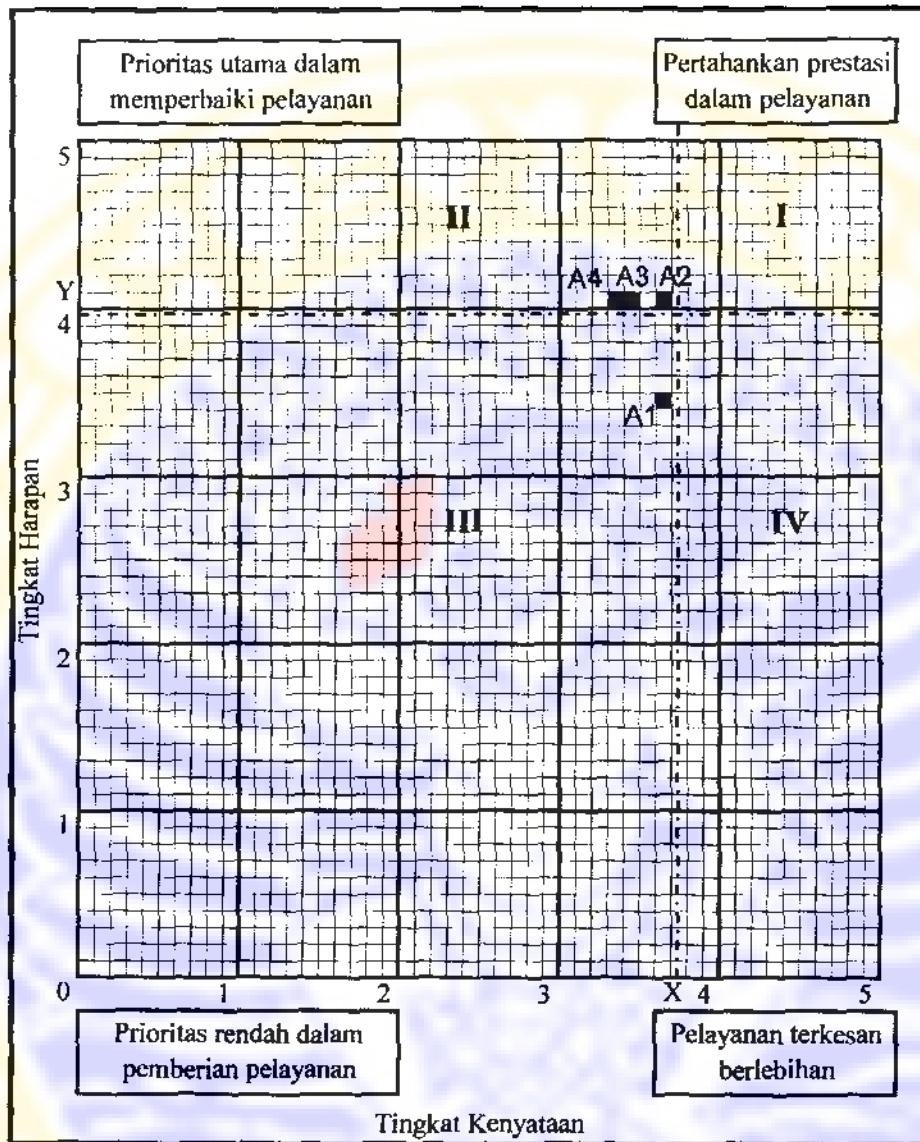 Prioritas utama dalam
memperbaiki pelayanan
Pertahankan prestasi
dalam pelayanan
5
II
I
A4 A3 A2
Y
4
A1
3
III
IV
Tingkat Harapan
2
1
0 1 2 3 X 4 5
Prioritas rendah dalam
pemberian pelayanan
Pelayanan terkesan
berlebihan
Tingkat Kenyataan